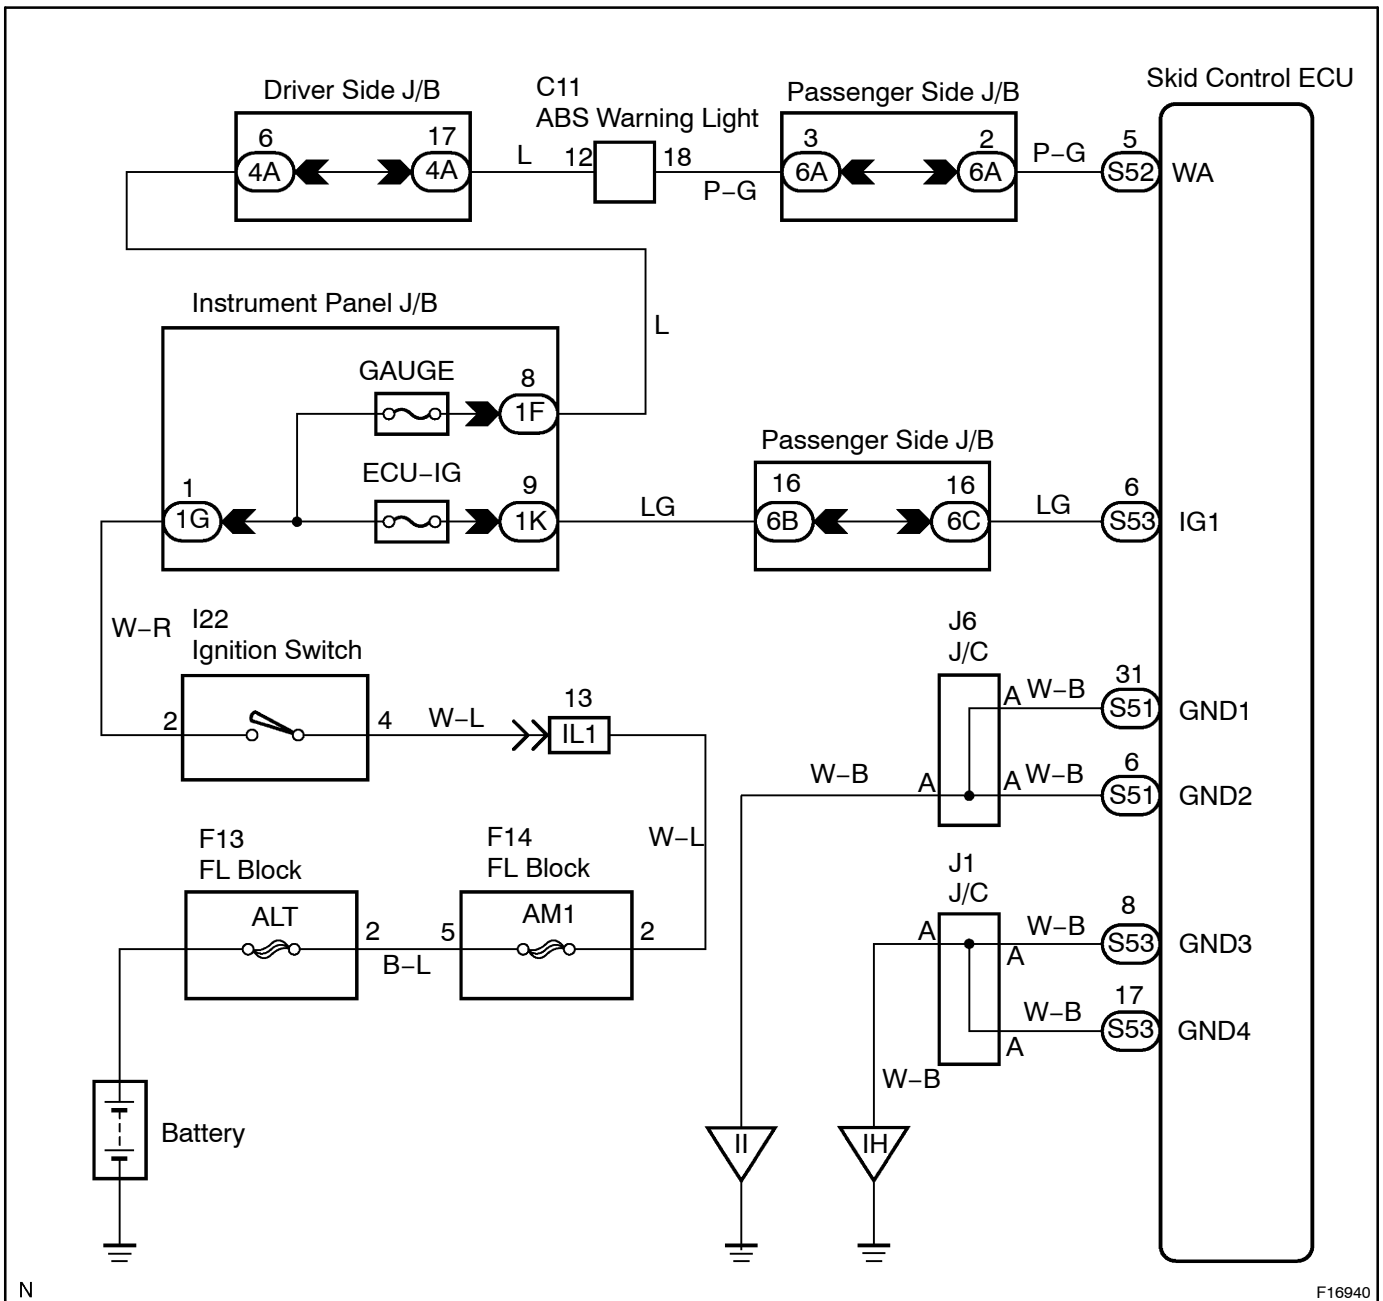 Skid Control ECU
Driver Side J/B
C11
ABS Warning Light
Passenger Side J/B
6
4A
17
4A
L
12
18
P−G
3
6A
2
6A
P−G
5
S52
WA
L
Instrument Panel J/B
GAUGE
8
1F
ECU−IG
1
1G
9
1K
LG
Passenger Side J/B
16
6B
16
6C
LG
6
S53
IG1
W−R
I22
Ignition Switch
2
4
W−L
13
IL1
W−L
J6
J/C
A
W−B
31
S51
GND1
W−B
A
A
W−B
6
S51
GND2
F13
FL Block
ALT
2
B−L
F14
FL Block
AM1
5
2
J1
J/C
A
A
W−B
8
S53
GND3
A
W−B
17
S53
GND4
W−B
Battery
II
IH
N
F16940